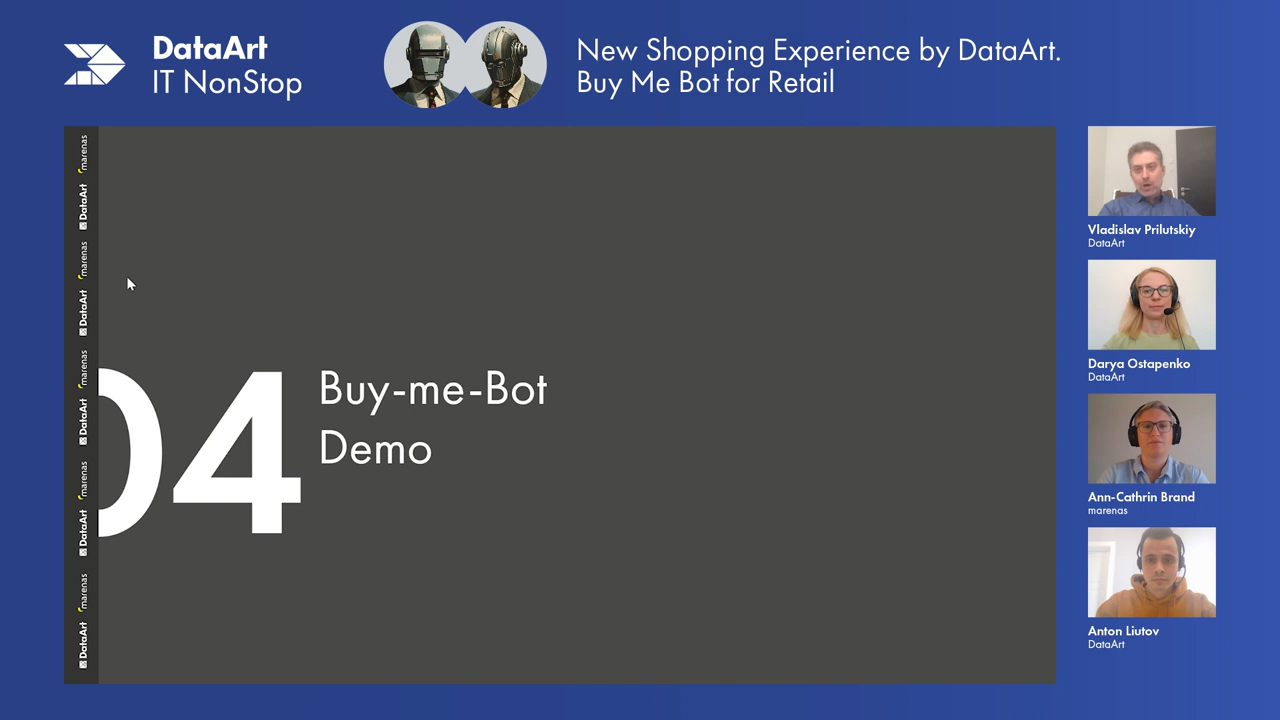 DataArt
IT NonStop
New Shopping Experience by DataArt.
Buy Me Bot for Retail
marenas
DataArt
marenas
DataArt
marenas
DataArt
marenas
DataArt
marenas
DataArt
04
Buy-me-Bot
Demo
Vladislav Prilutskiy
DataArt
Darya Ostapenko
DataArt
Ann-Cathrin Brand
marenas
Anton Liutov
DataArt